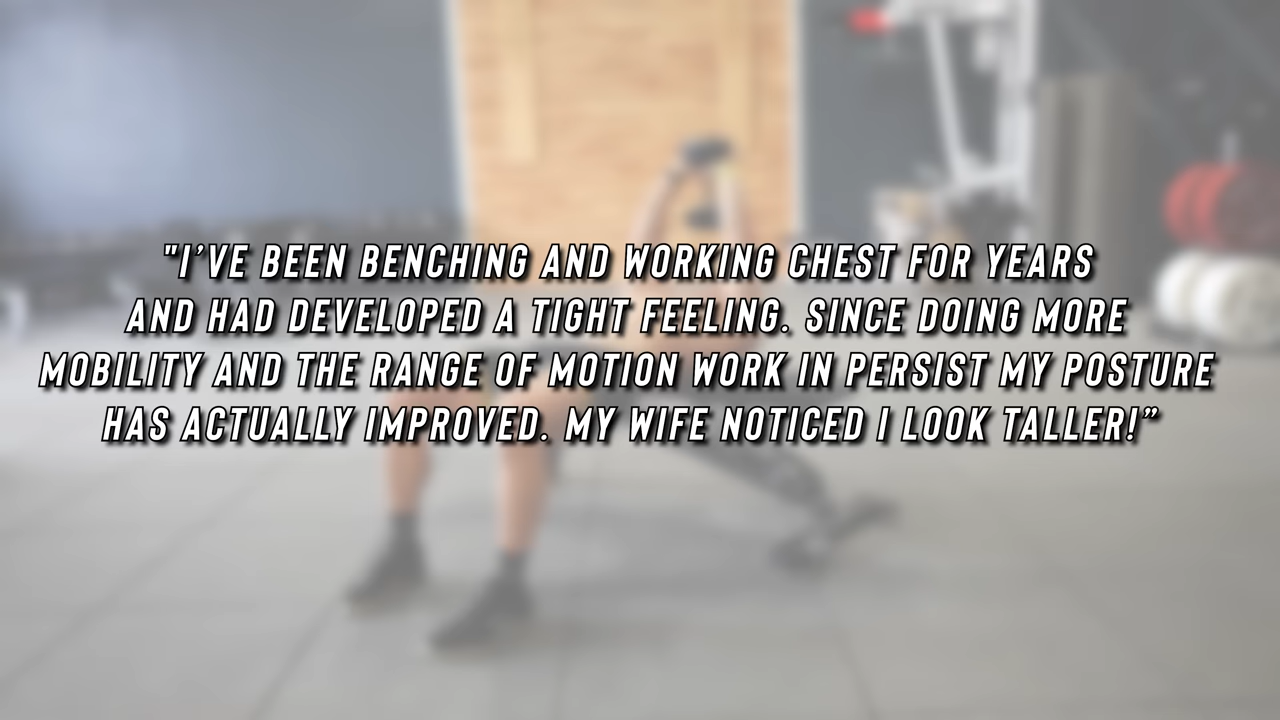 "I’VE BEEN BENCHING AND WORKING CHEST FOR YEARS
AND HAD DEVELOPED A TIGHT FEELING. SINCE DOING MORE
MOBILITY AND THE RANGE OF MOTION WORK IN PERSIST MY POSTURE
HAS ACTUALLY IMPROVED. MY WIFE NOTICED I LOOK TALLER!”